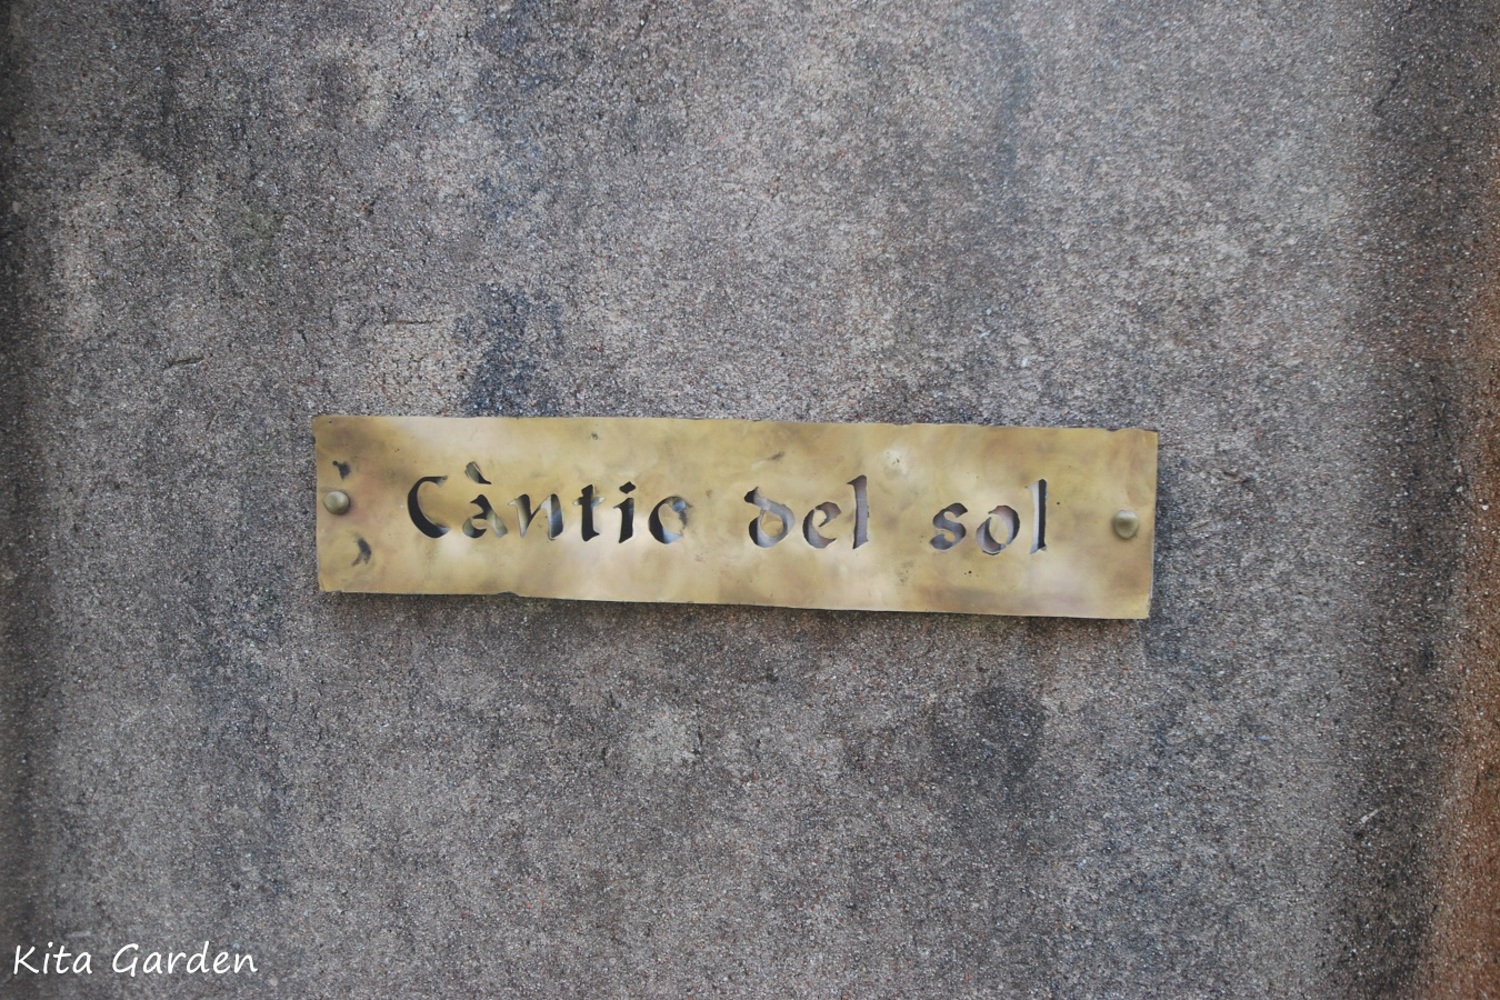 Càntic del sol
Kita Garden